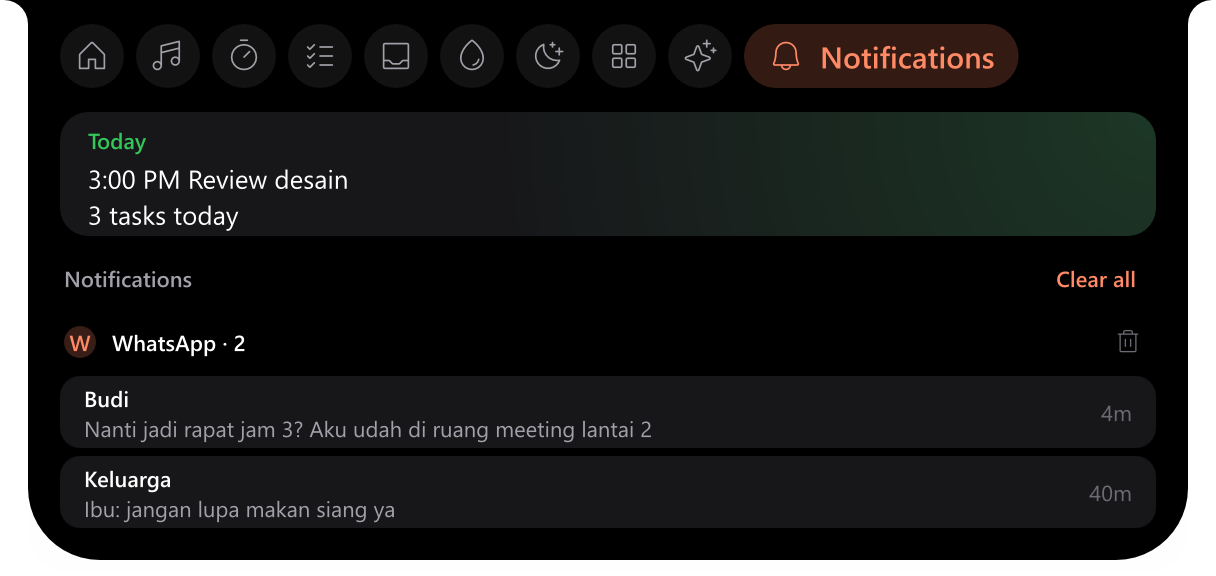 Notifications
Today
3:00 PM Review desain
3 tasks today
Notifications
Clear all
W
WhatsApp · 2
Budi
Nanti jadi rapat jam 3? Aku udah di ruang meeting lantai 2
4m
Keluarga
Ibu: jangan lupa makan siang ya
40m